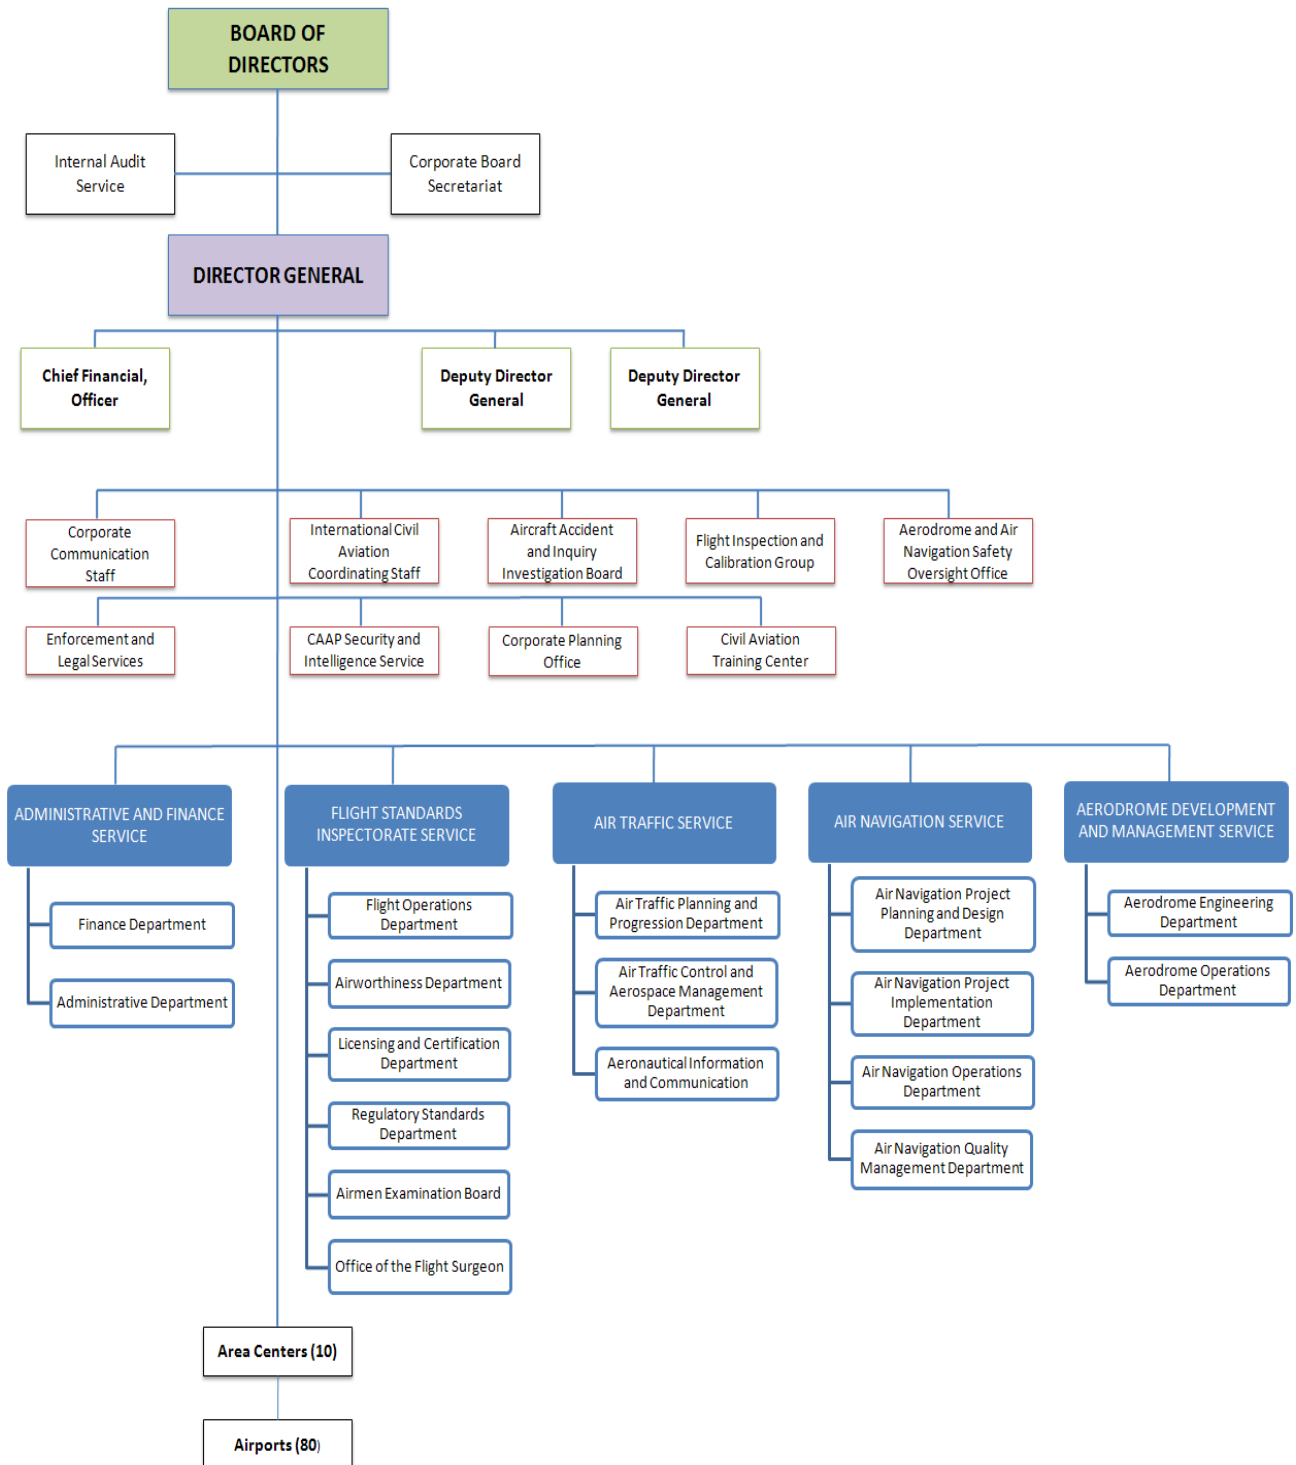 BOARD OF
DIRECTORS
Internal Audit
Service
Corporate Board
Secretariat
DIRECTOR GENERAL
Chief Financial,
Officer
Deputy Director
General
Deputy Director
General
Corporate
Communication
Staff
International Civil
Aviation
Coordinating Staff
Aircraft Accident
and Inquiry
Investigation Board
Flight Inspection and
Calibration Group
Aerodrome and Air
Navigation Safety
Oversight Office
Enforcement and
Legal Services
CAAP Security and
Intelligence Service
Corporate Planning
Office
Civil Aviation
Training Center
ADMINISTRATIVE AND FINANCE
SERVICE
Finance Department
Administrative Department
FLIGHT STANDARDS
INSPECTORATE SERVICE
Flight Operations
Department
Airworthiness Department
Licensing and Certification
Department
Regulatory Standards
Department
Airmen Examination Board
Office of the Flight Surgeon
AIR TRAFFIC SERVICE
Air Traffic Planning and
Progression Department
Air Traffic Control and
Aerospace Management
Department
Aeronautical Information
and Communication
AIR NAVIGATION SERVICE
Air Navigation Project
Planning and Design
Department
Air Navigation Project
Implementation
Department
Air Navigation Operations
Department
Air Navigation Quality
Management Department
AERODROME DEVELOPMENT
AND MANAGEMENT SERVICE
Aerodrome Engineering
Department
Aerodrome Operations
Department
Area Centers (10)
Airports (80)